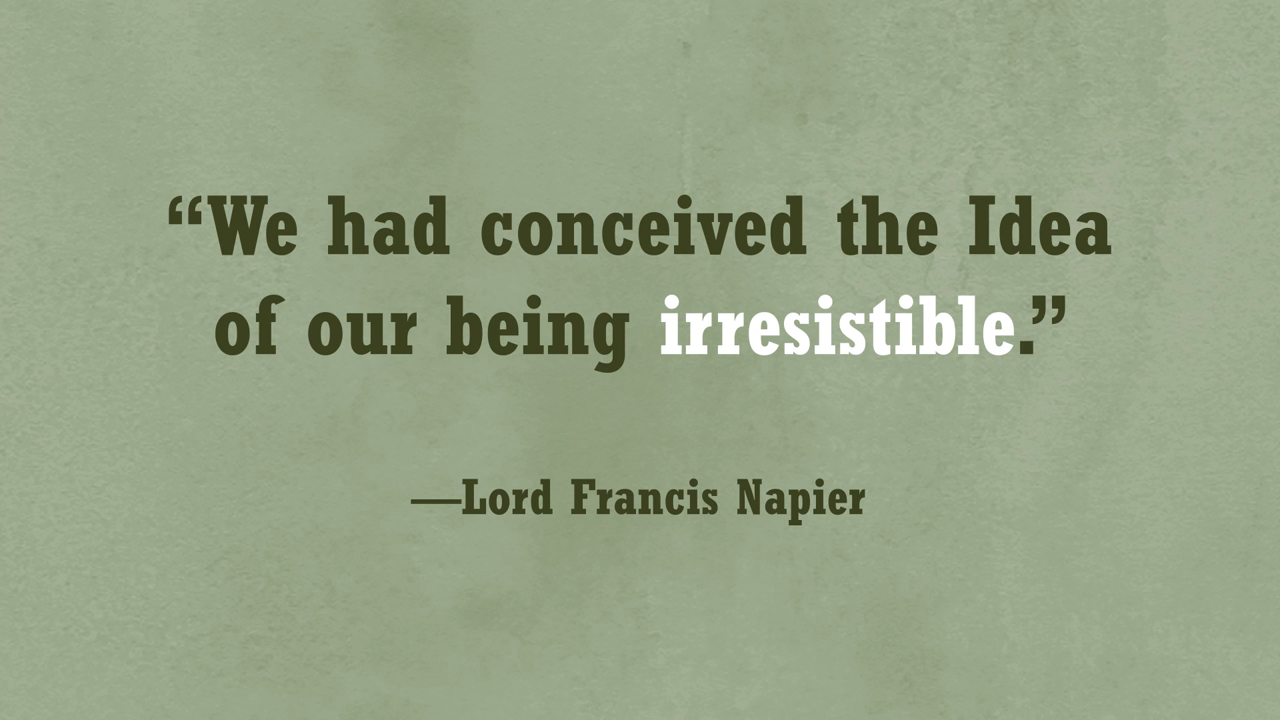 “We had conceived the Idea
of our being irresistible.”
—Lord Francis Napier